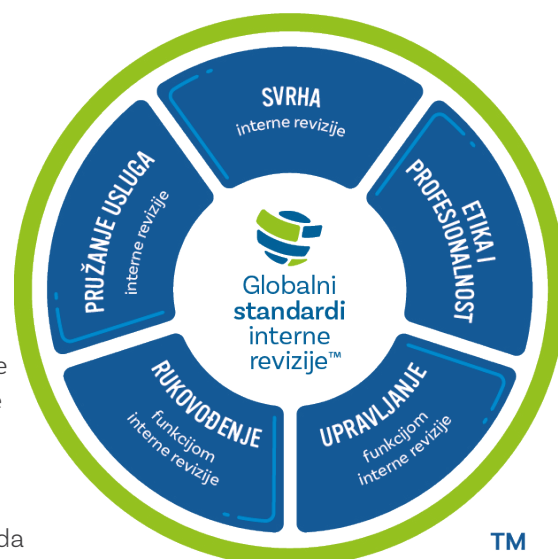 SVRHA
interne revizije
ETIKA I
PROFESIONALNOST
UPRAVLJANJE
funkcijom
interne revizije
RUKOVOĐENJE
funkcijom
interne revizije
PRUŽANJE USLUGA
interne revizije
Globalni
standardi
interne
revizije™
e
da
TM